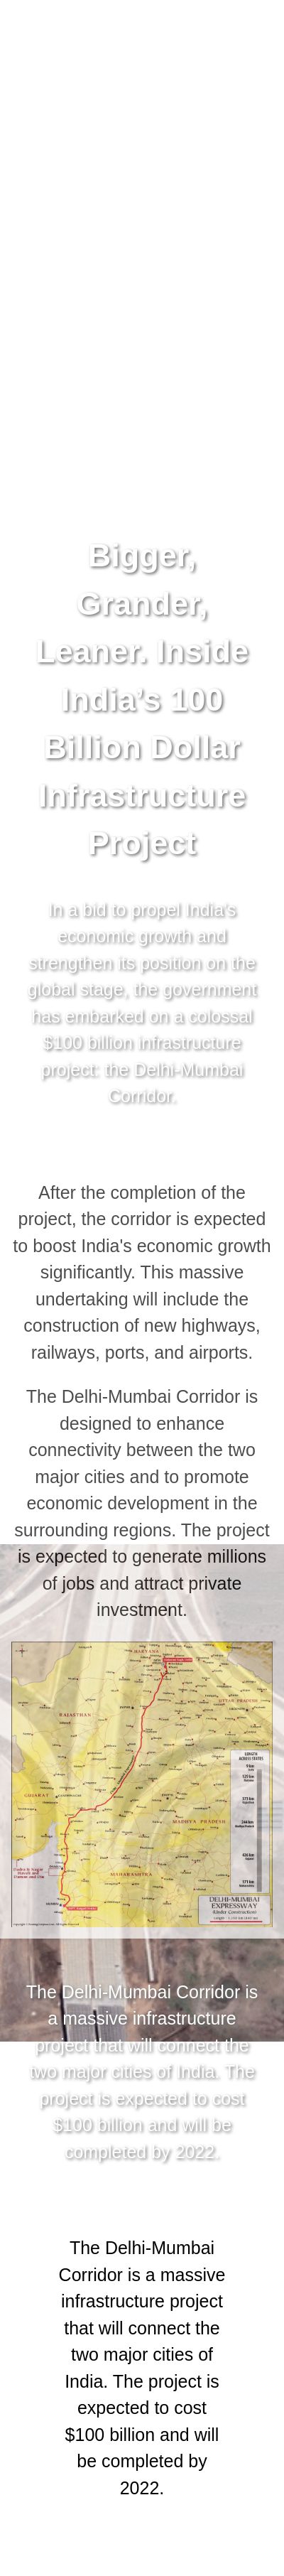 Bigger,
Grander,
Leaner. Inside
India's 100
Billion Dollar
Infrastructure
Project
In a bid to propel India's
economic growth and
strengthen its position on the
global stage, the government
has embarked on a colossal
$100 billion infrastructure
project: the Delhi-Mumbai
Corridor.
After the completion of the
project, the corridor is expected
to boost India's economic growth
significantly. This massive
undertaking will include the
construction of new highways,
railways, ports, and airports.
The Delhi-Mumbai Corridor is
designed to enhance
connectivity between the two
major cities and to promote
economic development in the
surrounding regions. The project
is expected to generate millions
of jobs and attract private
investment.
HARYANA
UTTAR PRADESH
RAJASTHAN
GUJARAT
MADHYA PRADESH
MAHARASHTRA
LENGTH
ACROSS STATES
DELHI-MUMBAI
EXPRESSWAY
(Under Construction)
The Delhi-Mumbai Corridor is
a massive infrastructure
project that will connect the
two major cities of India. The
project is expected to cost
$100 billion and will be
completed by 2022.
The Delhi-Mumbai
Corridor is a massive
infrastructure project
that will connect the
two major cities of
India. The project is
expected to cost
$100 billion and will
be completed by
2022.